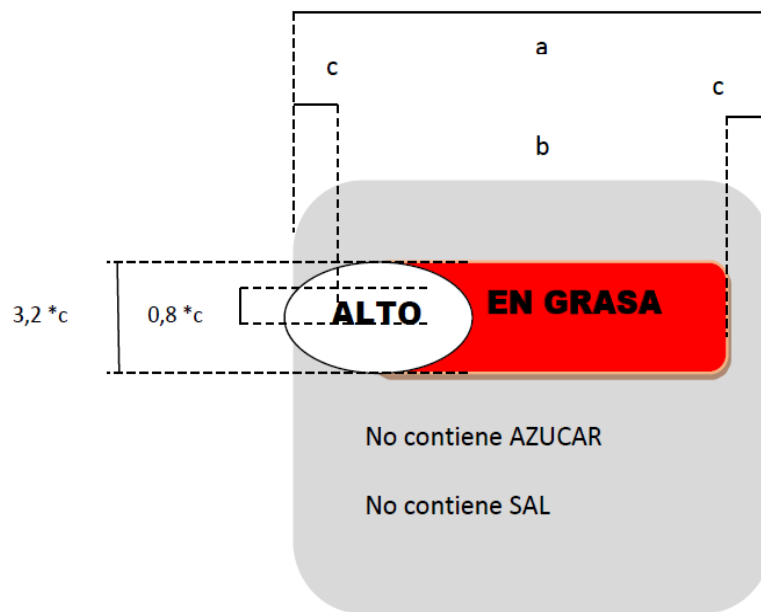 a
c
c
b
3,2 *c
0,8 *c
ALTO
EN GRASA
No contiene AZUCAR
No contiene SAL